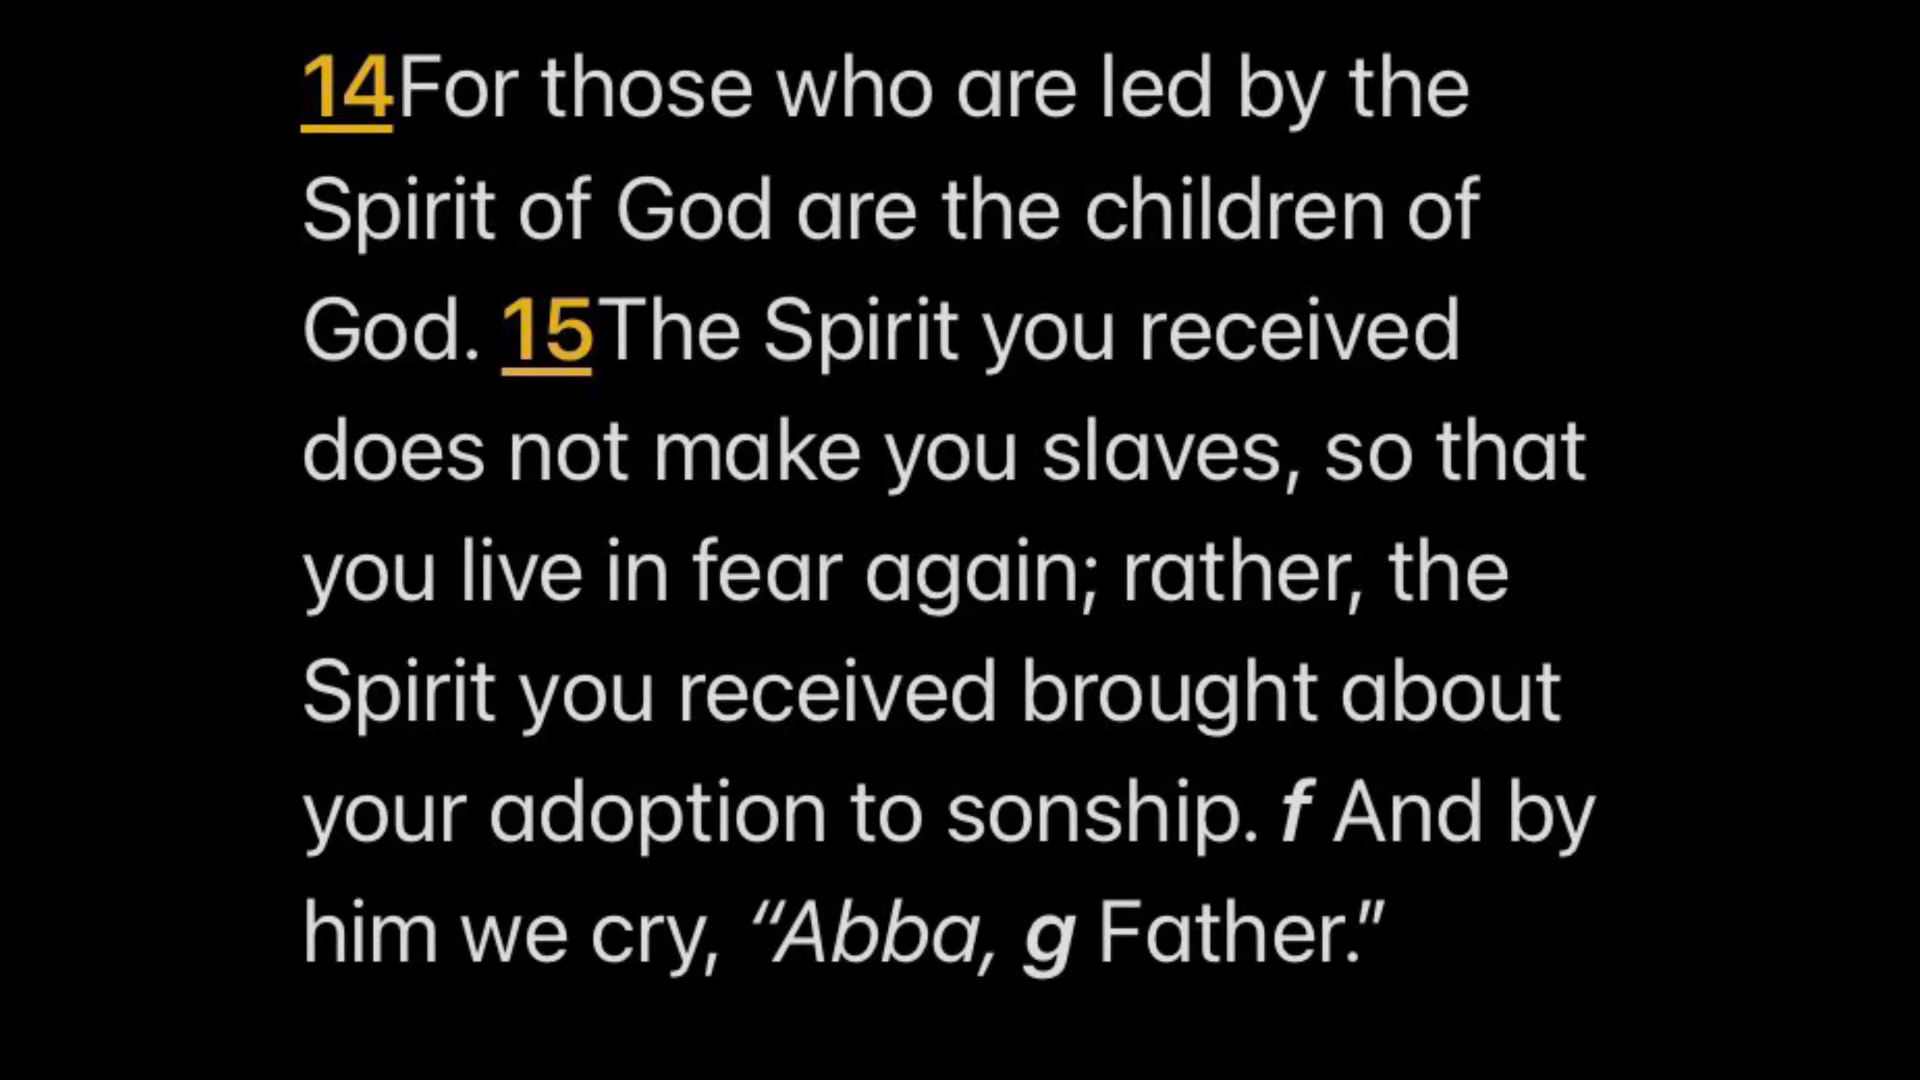 14For those who are led by the
Spirit of God are the children of
God. 15The Spirit you received
does not make you slaves, so that
you live in fear again; rather, the
Spirit you received brought about
your adoption to sonship. f And by
him we cry, “Abba, g Father.”